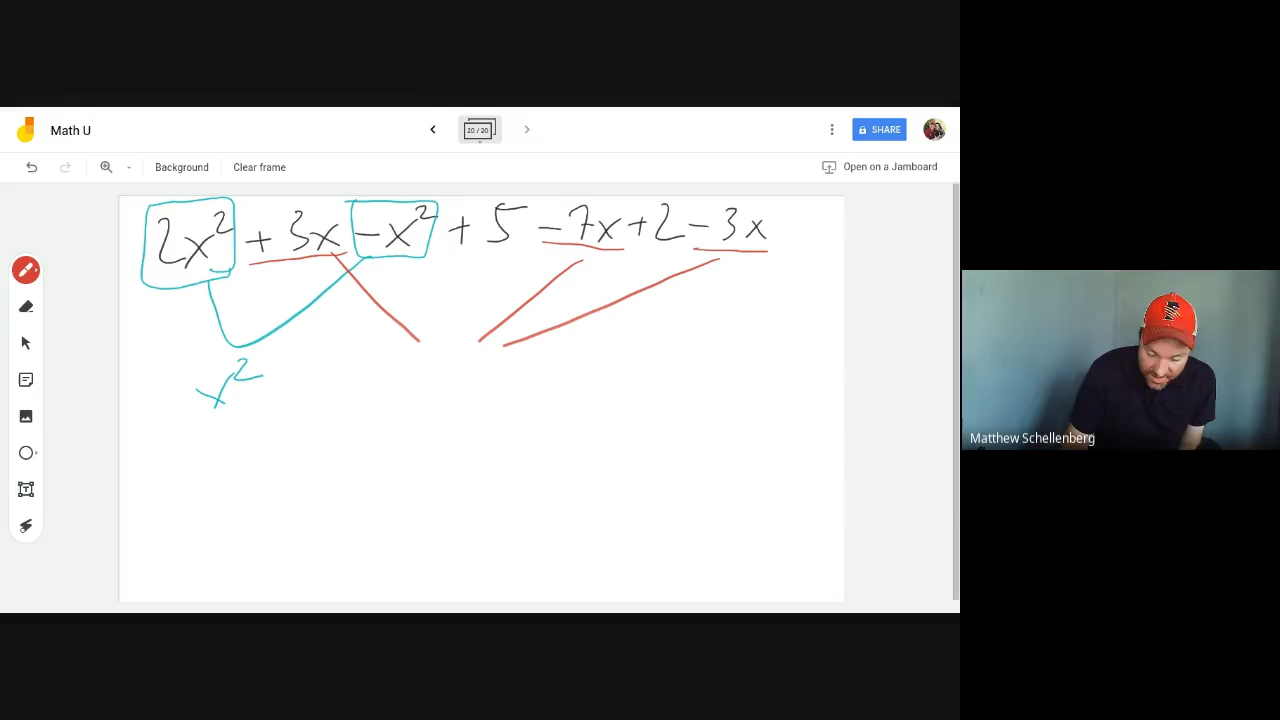 Math U
20 / 20
SHARE
Background
Clear frame
Open on a Jamboard
2x² + 3x - x² + 5 - 7x + 2 - 3x
x²
Matthew Schellenberg